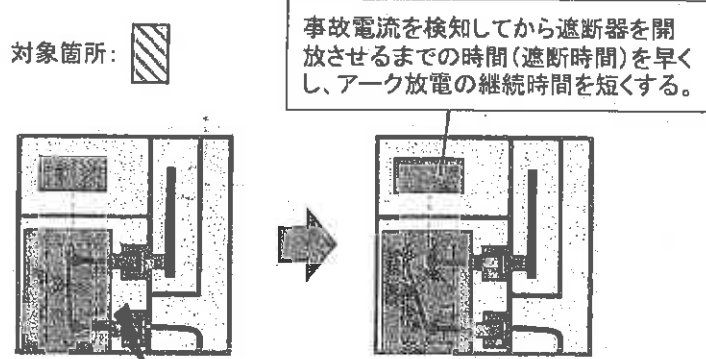 対象箇所:
事故電流を検知してから遮断器を開
放させるまでの時間(遮断時間)を早く
し、アーク放電の継続時間を短くする。